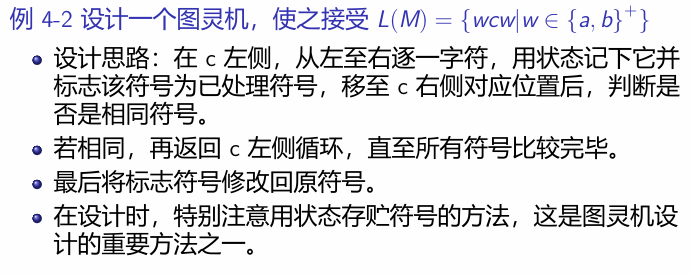 例 4-2 设计一个图灵机，使之接受 L(M) = {wcw|w ∈ {a, b}⁺}
设计思路：在 c 左侧，从左至右逐一字符，用状态记下它并
标志该符号为已处理符号，移至 c 右侧对应位置后，判断是
否是相同符号。
若相同，再返回 c 左侧循环，直至所有符号比较完毕。
最后将标志符号修改回原符号。
在设计时，特别注意用状态存贮符号的方法，这是图灵机设
计的重要方法之一。